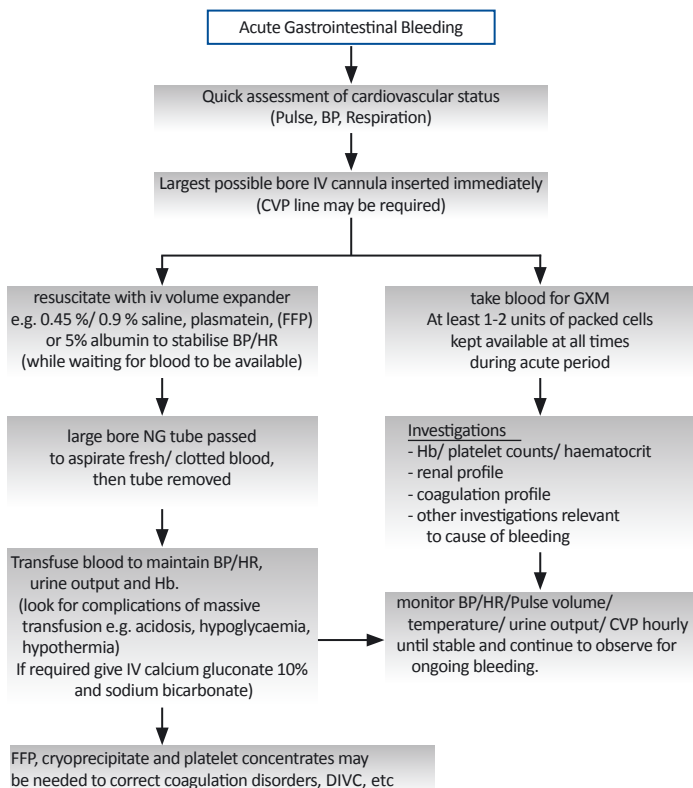 Acute Gastrointestinal Bleeding
Quick assessment of cardiovascular status
(Pulse, BP, Respiration)
Largest possible bore IV cannula inserted immediately
(CVP line may be required)
resuscitate with iv volume expander
e.g. 0.45 %/ 0.9 % saline, plasmatein, (FFP)
or 5% albumin to stabilise BP/HR
(while waiting for blood to be available)
large bore NG tube passed
to aspirate fresh/ clotted blood,
then tube removed
Transfuse blood to maintain BP/HR,
urine output and Hb.
(look for complications of massive
transfusion e.g. acidosis, hypoglycaemia,
hypothermia)
If required give IV calcium gluconate 10%
and sodium bicarbonate)
FFP, cryoprecipitate and platelet concentrates may
be needed to correct coagulation disorders, DIVC, etc
take blood for GXM
At least 1-2 units of packed cells
kept available at all times
during acute period
Investigations
- Hb/ platelet counts/ haematocrit
- renal profile
- coagulation profile
- other investigations relevant
to cause of bleeding
monitor BP/HR/Pulse volume/
temperature/ urine output/ CVP hourly
until stable and continue to observe for
ongoing bleeding.